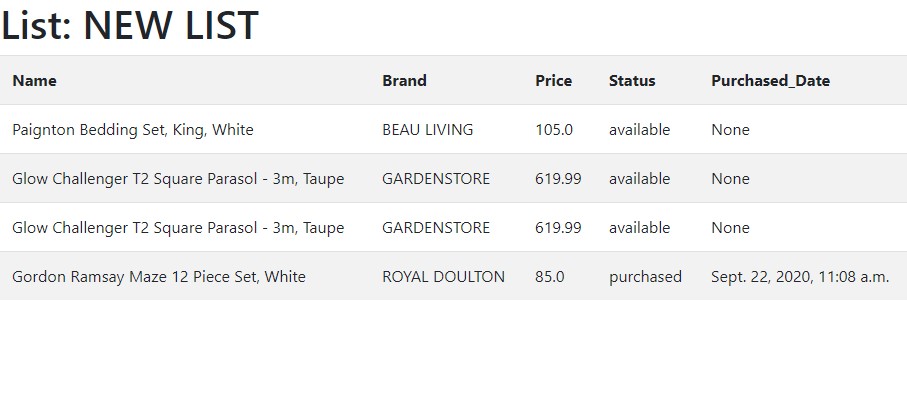 List: NEW LIST
Name Brand Price Status Purchased_Date
Paignton Bedding Set, King, White BEAU LIVING 105.0 available None
Glow Challenger T2 Square Parasol - 3m, Taupe GARDENSTORE 619.99 available None
Glow Challenger T2 Square Parasol - 3m, Taupe GARDENSTORE 619.99 available None
Gordon Ramsay Maze 12 Piece Set, White ROYAL DOULTON 85.0 purchased Sept. 22, 2020, 11:08 a.m.